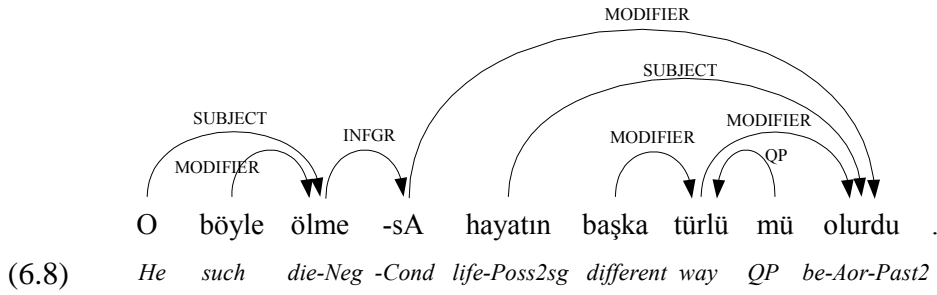 MODIFIER
SUBJECT
SUBJECT MODIFIER
INFGR MODIFIER
MODIFIER QP
O böyle ölme -sA hayatın başka türlü mü olurdu .
(6.8) He such die-Neg -Cond life-Poss2sg different way QP be-Aor-Past2